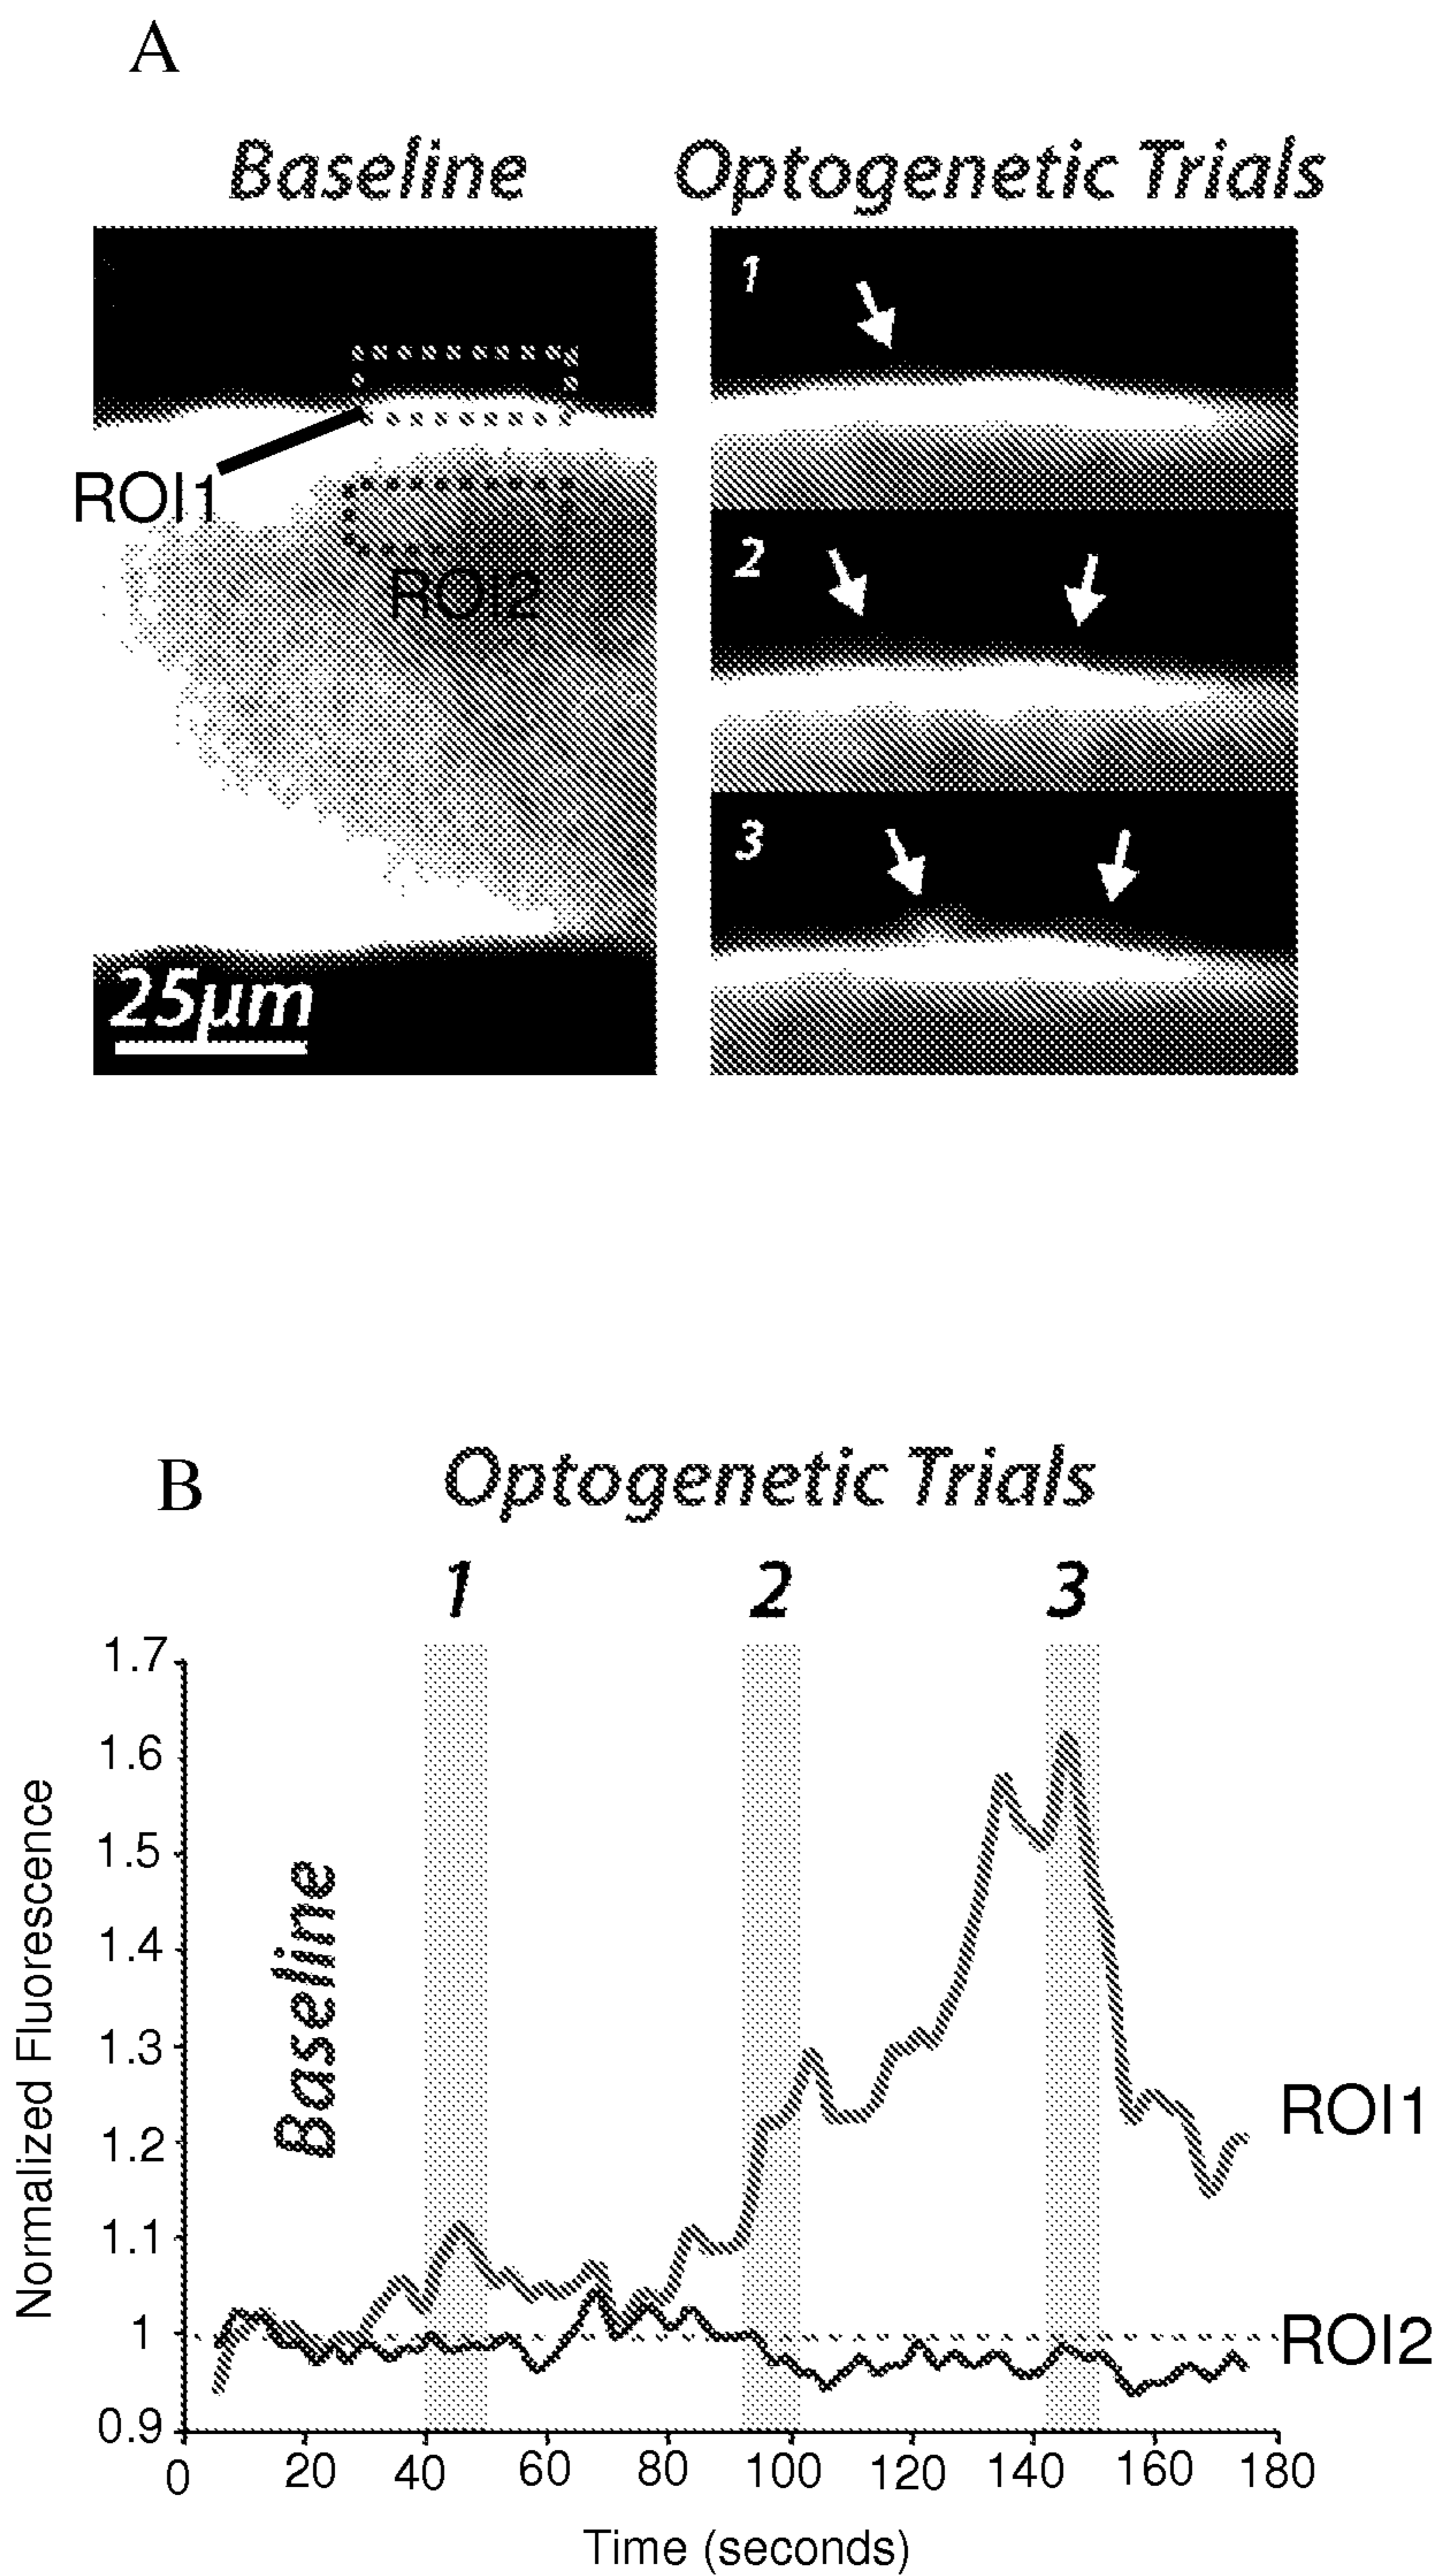 A
Baseline Optogenetic Trials
1
ROI1
2
ROI2
3
25µm
B
Optogenetic Trials
1 2 3
1.7
1.6
1.5
1.4
1.3
1.2
1.1
1
0.9
Normalized Fluorescence
Baseline
ROI1
ROI2
0 20 40 60 80 100 120 140 160 180
Time (seconds)